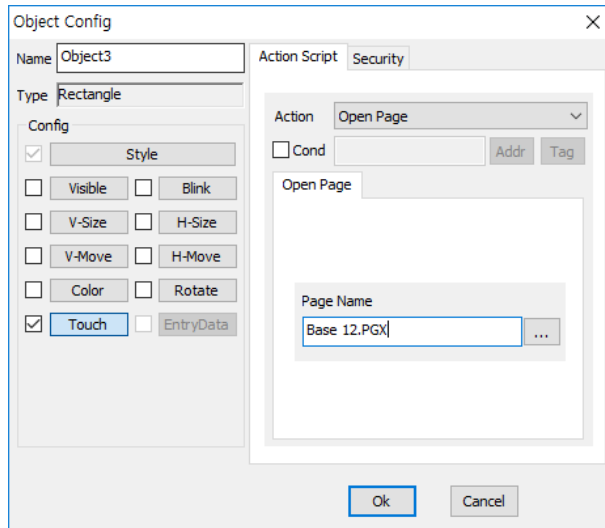 Object Config
Name Object3
Type Rectangle
Config
Style
Visible Blink
V-Size H-Size
V-Move H-Move
Color Rotate
Touch EntryData
Action Script Security
Action Open Page
Cond Addr Tag
Open Page
Page Name
Base 12.PGX ...
Ok Cancel